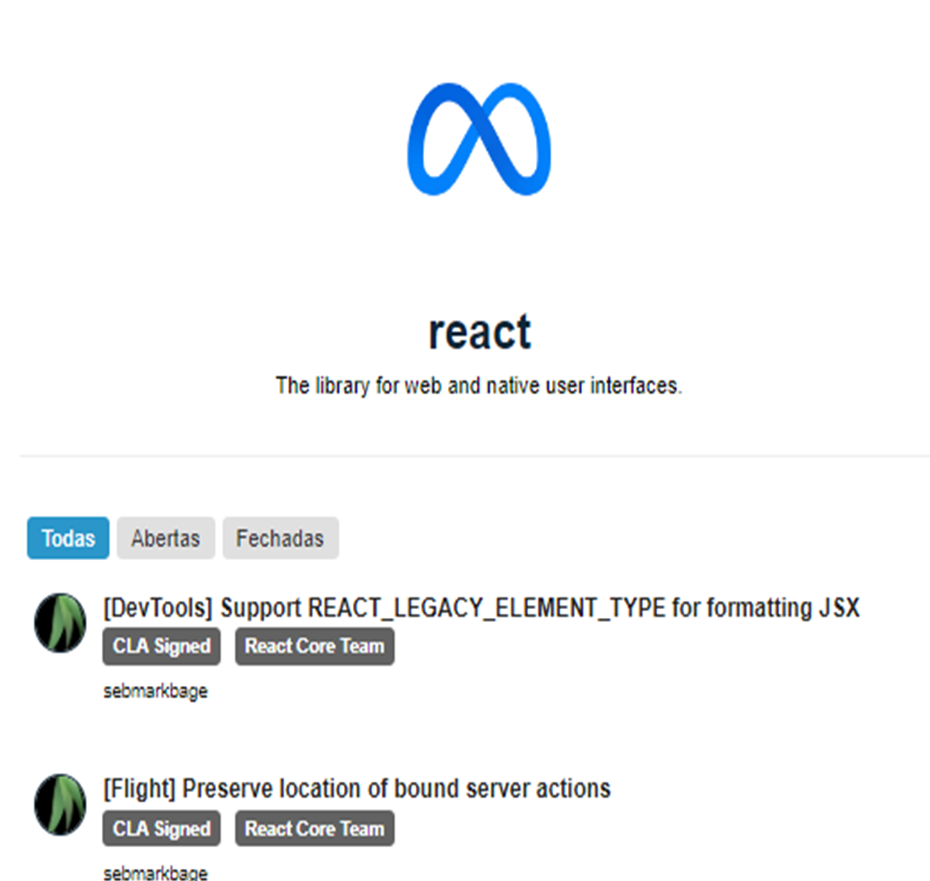 react
The library for web and native user interfaces.
Todas Abertas Fechadas
[DevTools] Support REACT_LEGACY_ELEMENT_TYPE for formatting JSX
CLA Signed React Core Team
sebmarkbage
[Flight] Preserve location of bound server actions
CLA Signed React Core Team
sebmarkbage